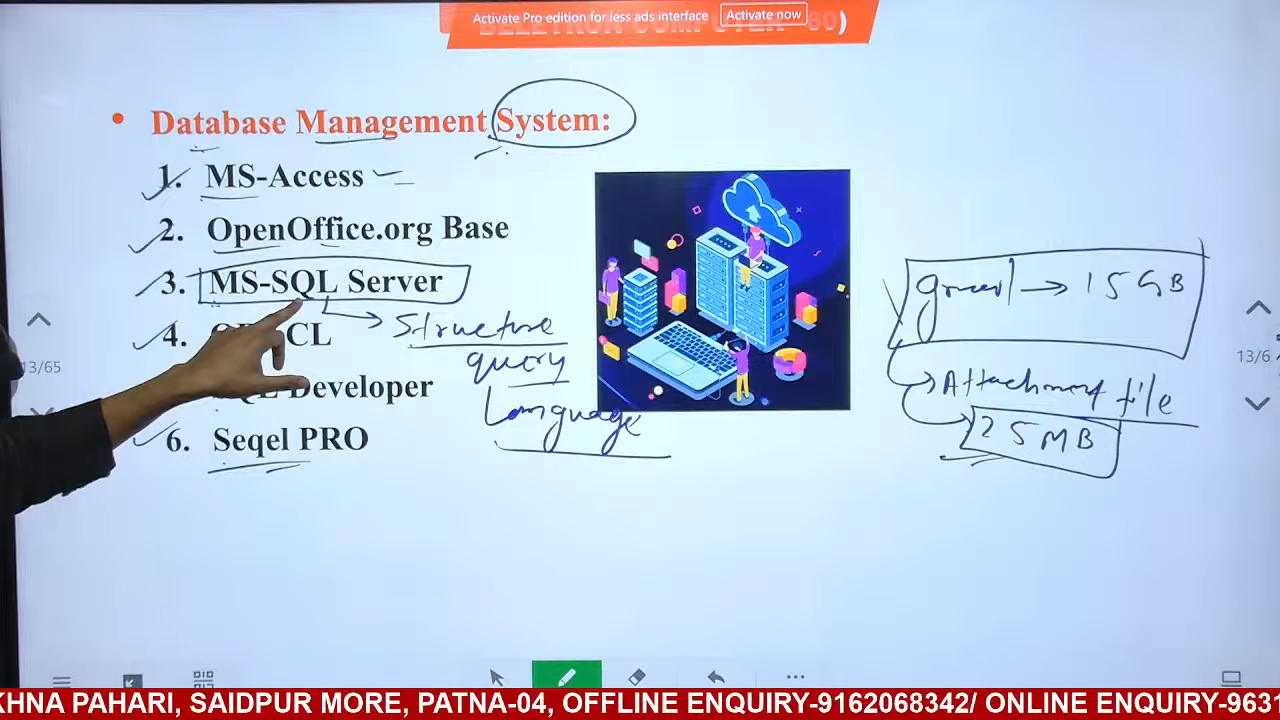 Activate Pro edition for less ads interface Activate now
• Database Management System:
1. MS-Access
2. OpenOffice.org Base
3. MS-SQL Server
4. CL
Developer
6. Seqel PRO
Structure
query
Language
gmail → 15 GB
Attachment file
25 MB
13/65
13/6
KHNA PAHARI, SAIDPUR MORE, PATNA-04, OFFLINE ENQUIRY-9162068342/ ONLINE ENQUIRY-9631